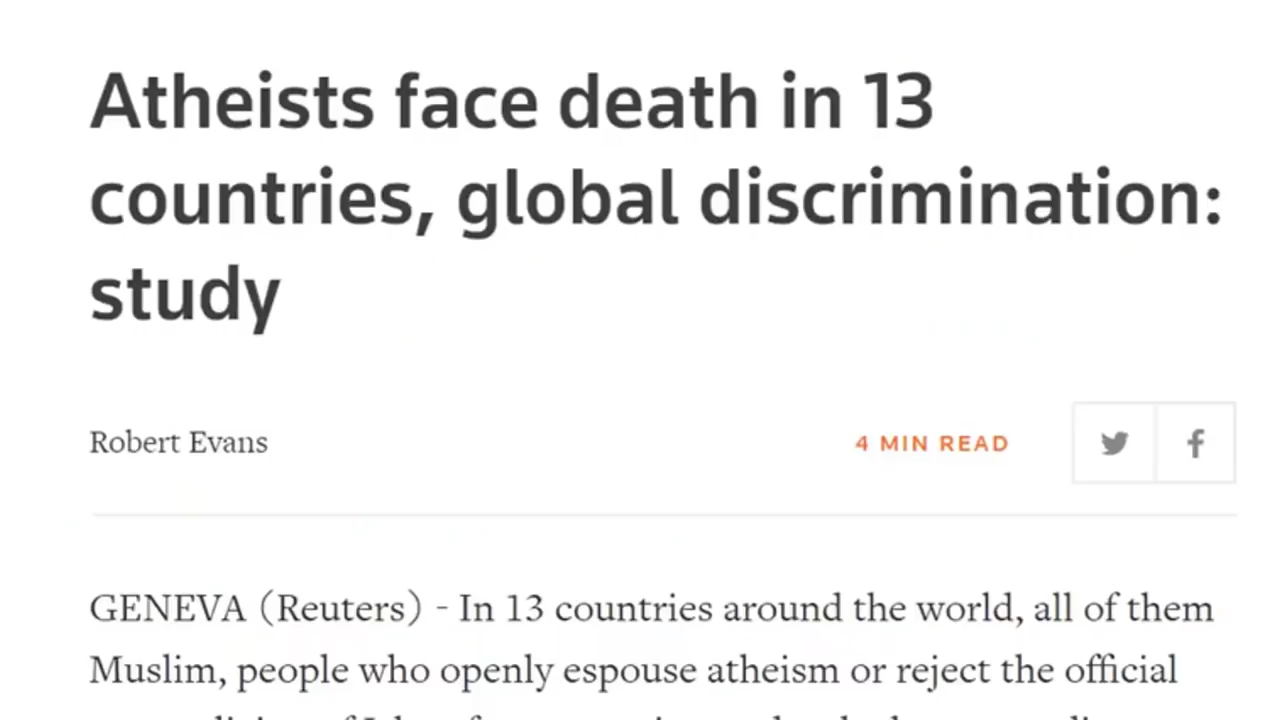 Atheists face death in 13
countries, global discrimination:
study
Robert Evans
4 MIN READ
GENEVA (Reuters) - In 13 countries around the world, all of them
Muslim, people who openly espouse atheism or reject the official